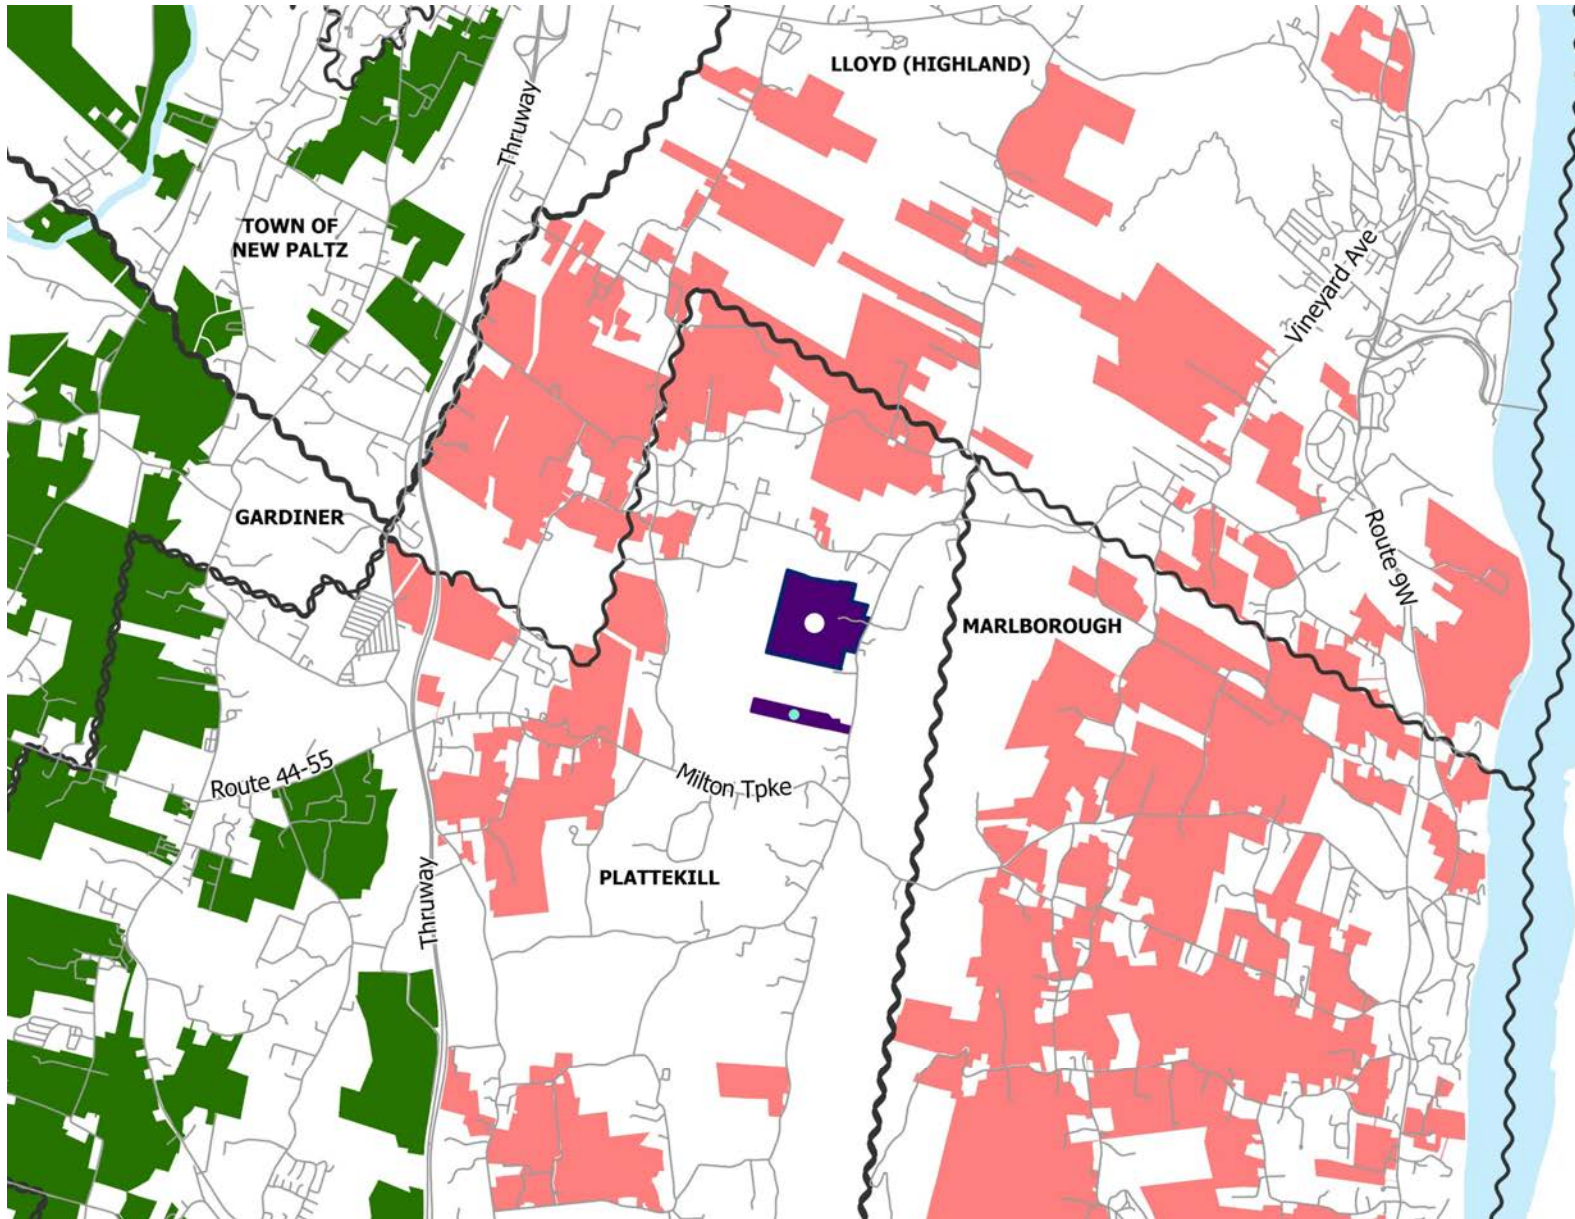 LLOYD (HIGHLAND)
Thruway
TOWN OF
NEW PALTZ
Vineyard Ave
GARDINER
Route 9W
MARLBOROUGH
Route 44-55
Milton Tpke
PLATTEKILL
Thruway